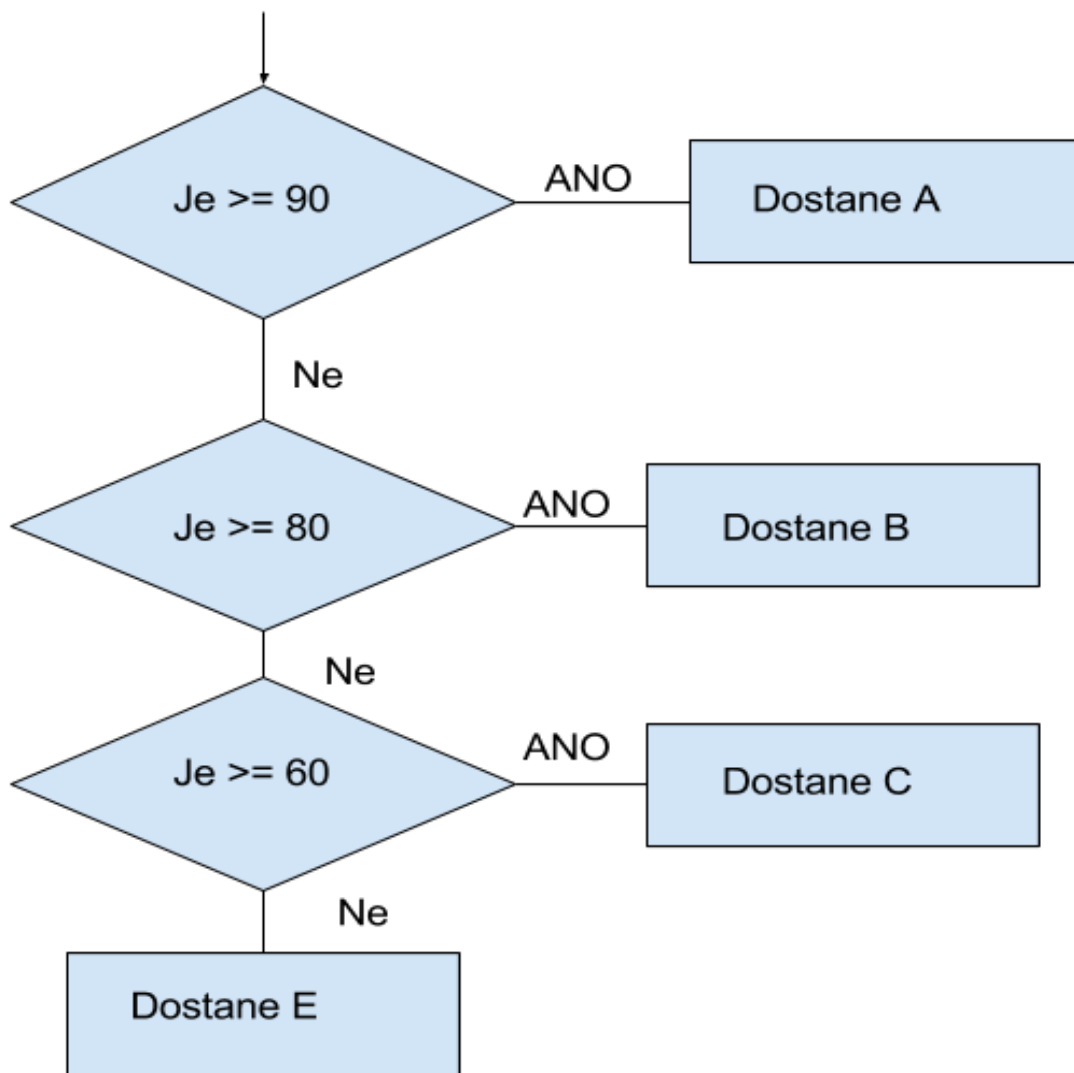 Je >= 90
ANO
Dostane A
Ne
Je >= 80
ANO
Dostane B
Ne
Je >= 60
ANO
Dostane C
Ne
Dostane E